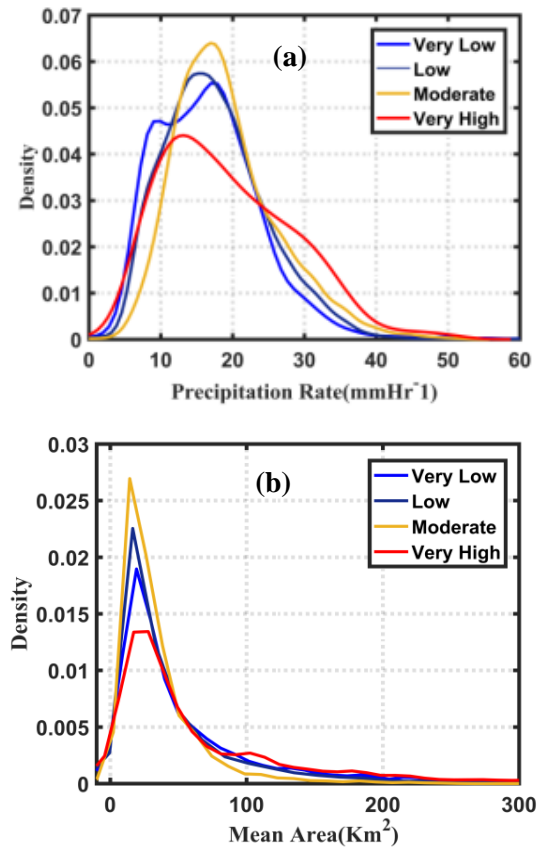 0.07
(a)
Very Low
Low
Moderate
Very High
0.06
0.05
0.04
0.03
0.02
0.01
0
Density
0 10 20 30 40 50 60
Precipitation Rate(mmHr⁻1)
0.03
(b)
Very Low
Low
Moderate
Very High
0.025
0.02
0.015
0.01
0.005
0
Density
0 100 200 300
Mean Area(Km²)